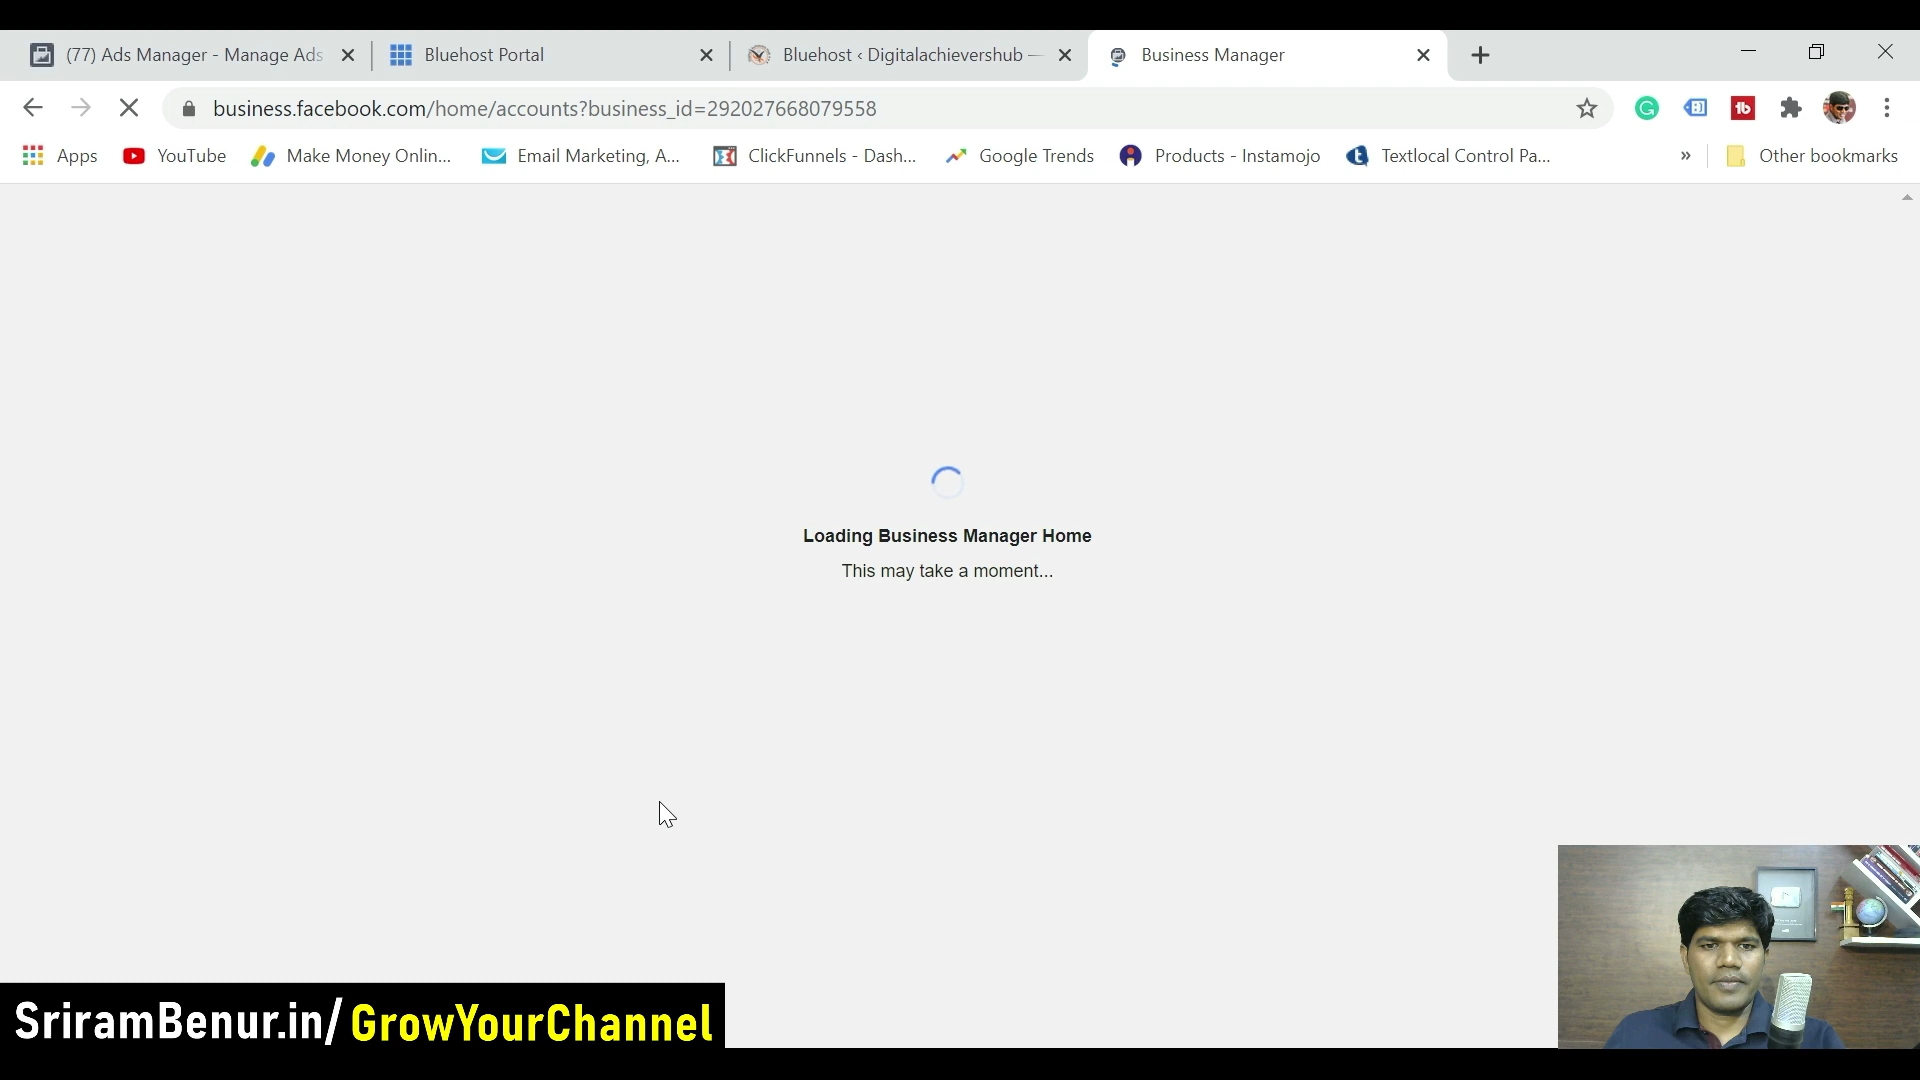 (77) Ads Manager - Manage Ads
Bluehost Portal
Bluehost ‹ Digitalachievershub —
Business Manager
business.facebook.com/home/accounts?business_id=292027668079558
Apps
YouTube
Make Money Onlin...
Email Marketing, A...
ClickFunnels - Dash...
Google Trends
Products - Instamojo
Textlocal Control Pa...
»
Other bookmarks
Loading Business Manager Home
This may take a moment...
SriramBenur.in/GrowYourChannel